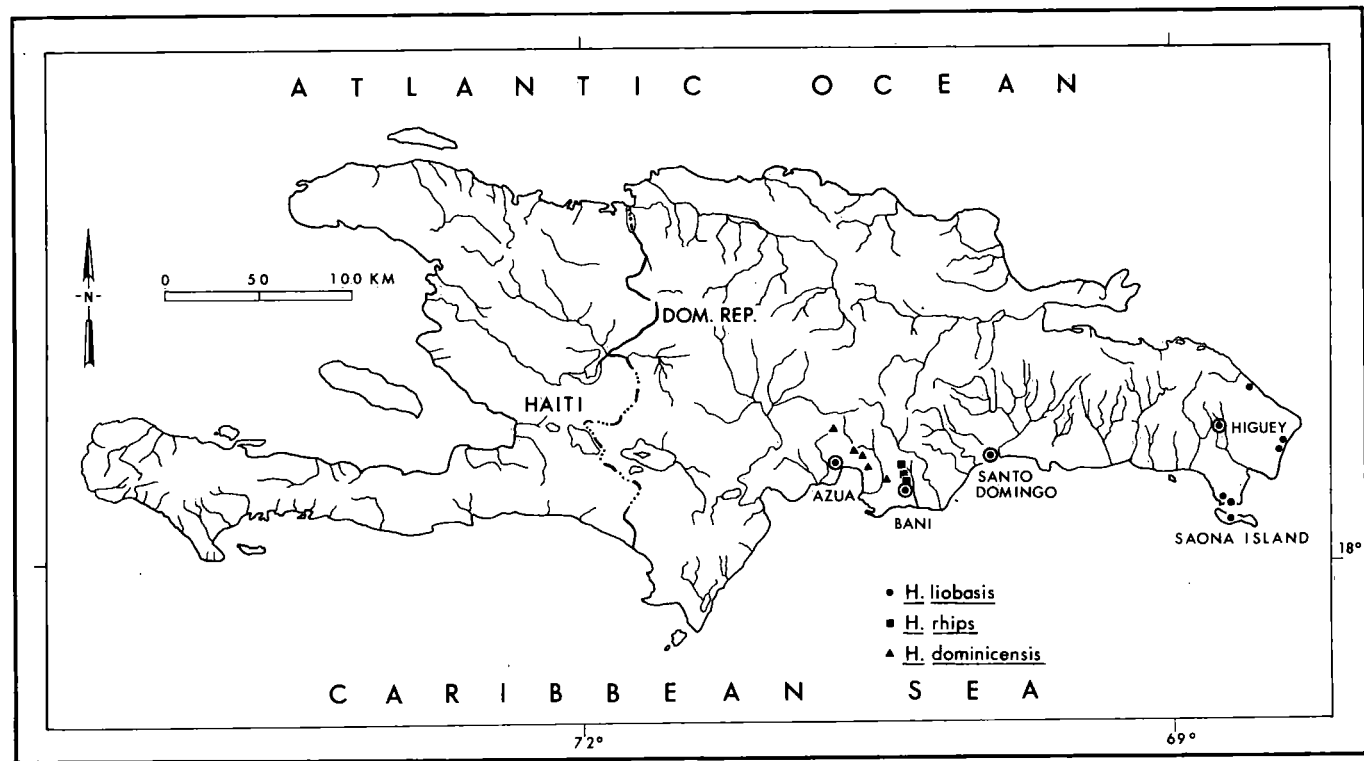 ATLANTIC OCEAN
-N-
0 50 100 KM
DOM. REP.
HAITI
HIGUEY
AZUA
SANTO
DOMINGO
BANI
SAONA ISLAND
18°
H. liobasis
H. rhips
H. dominicensis
CARIBBEAN SEA
72°
69°